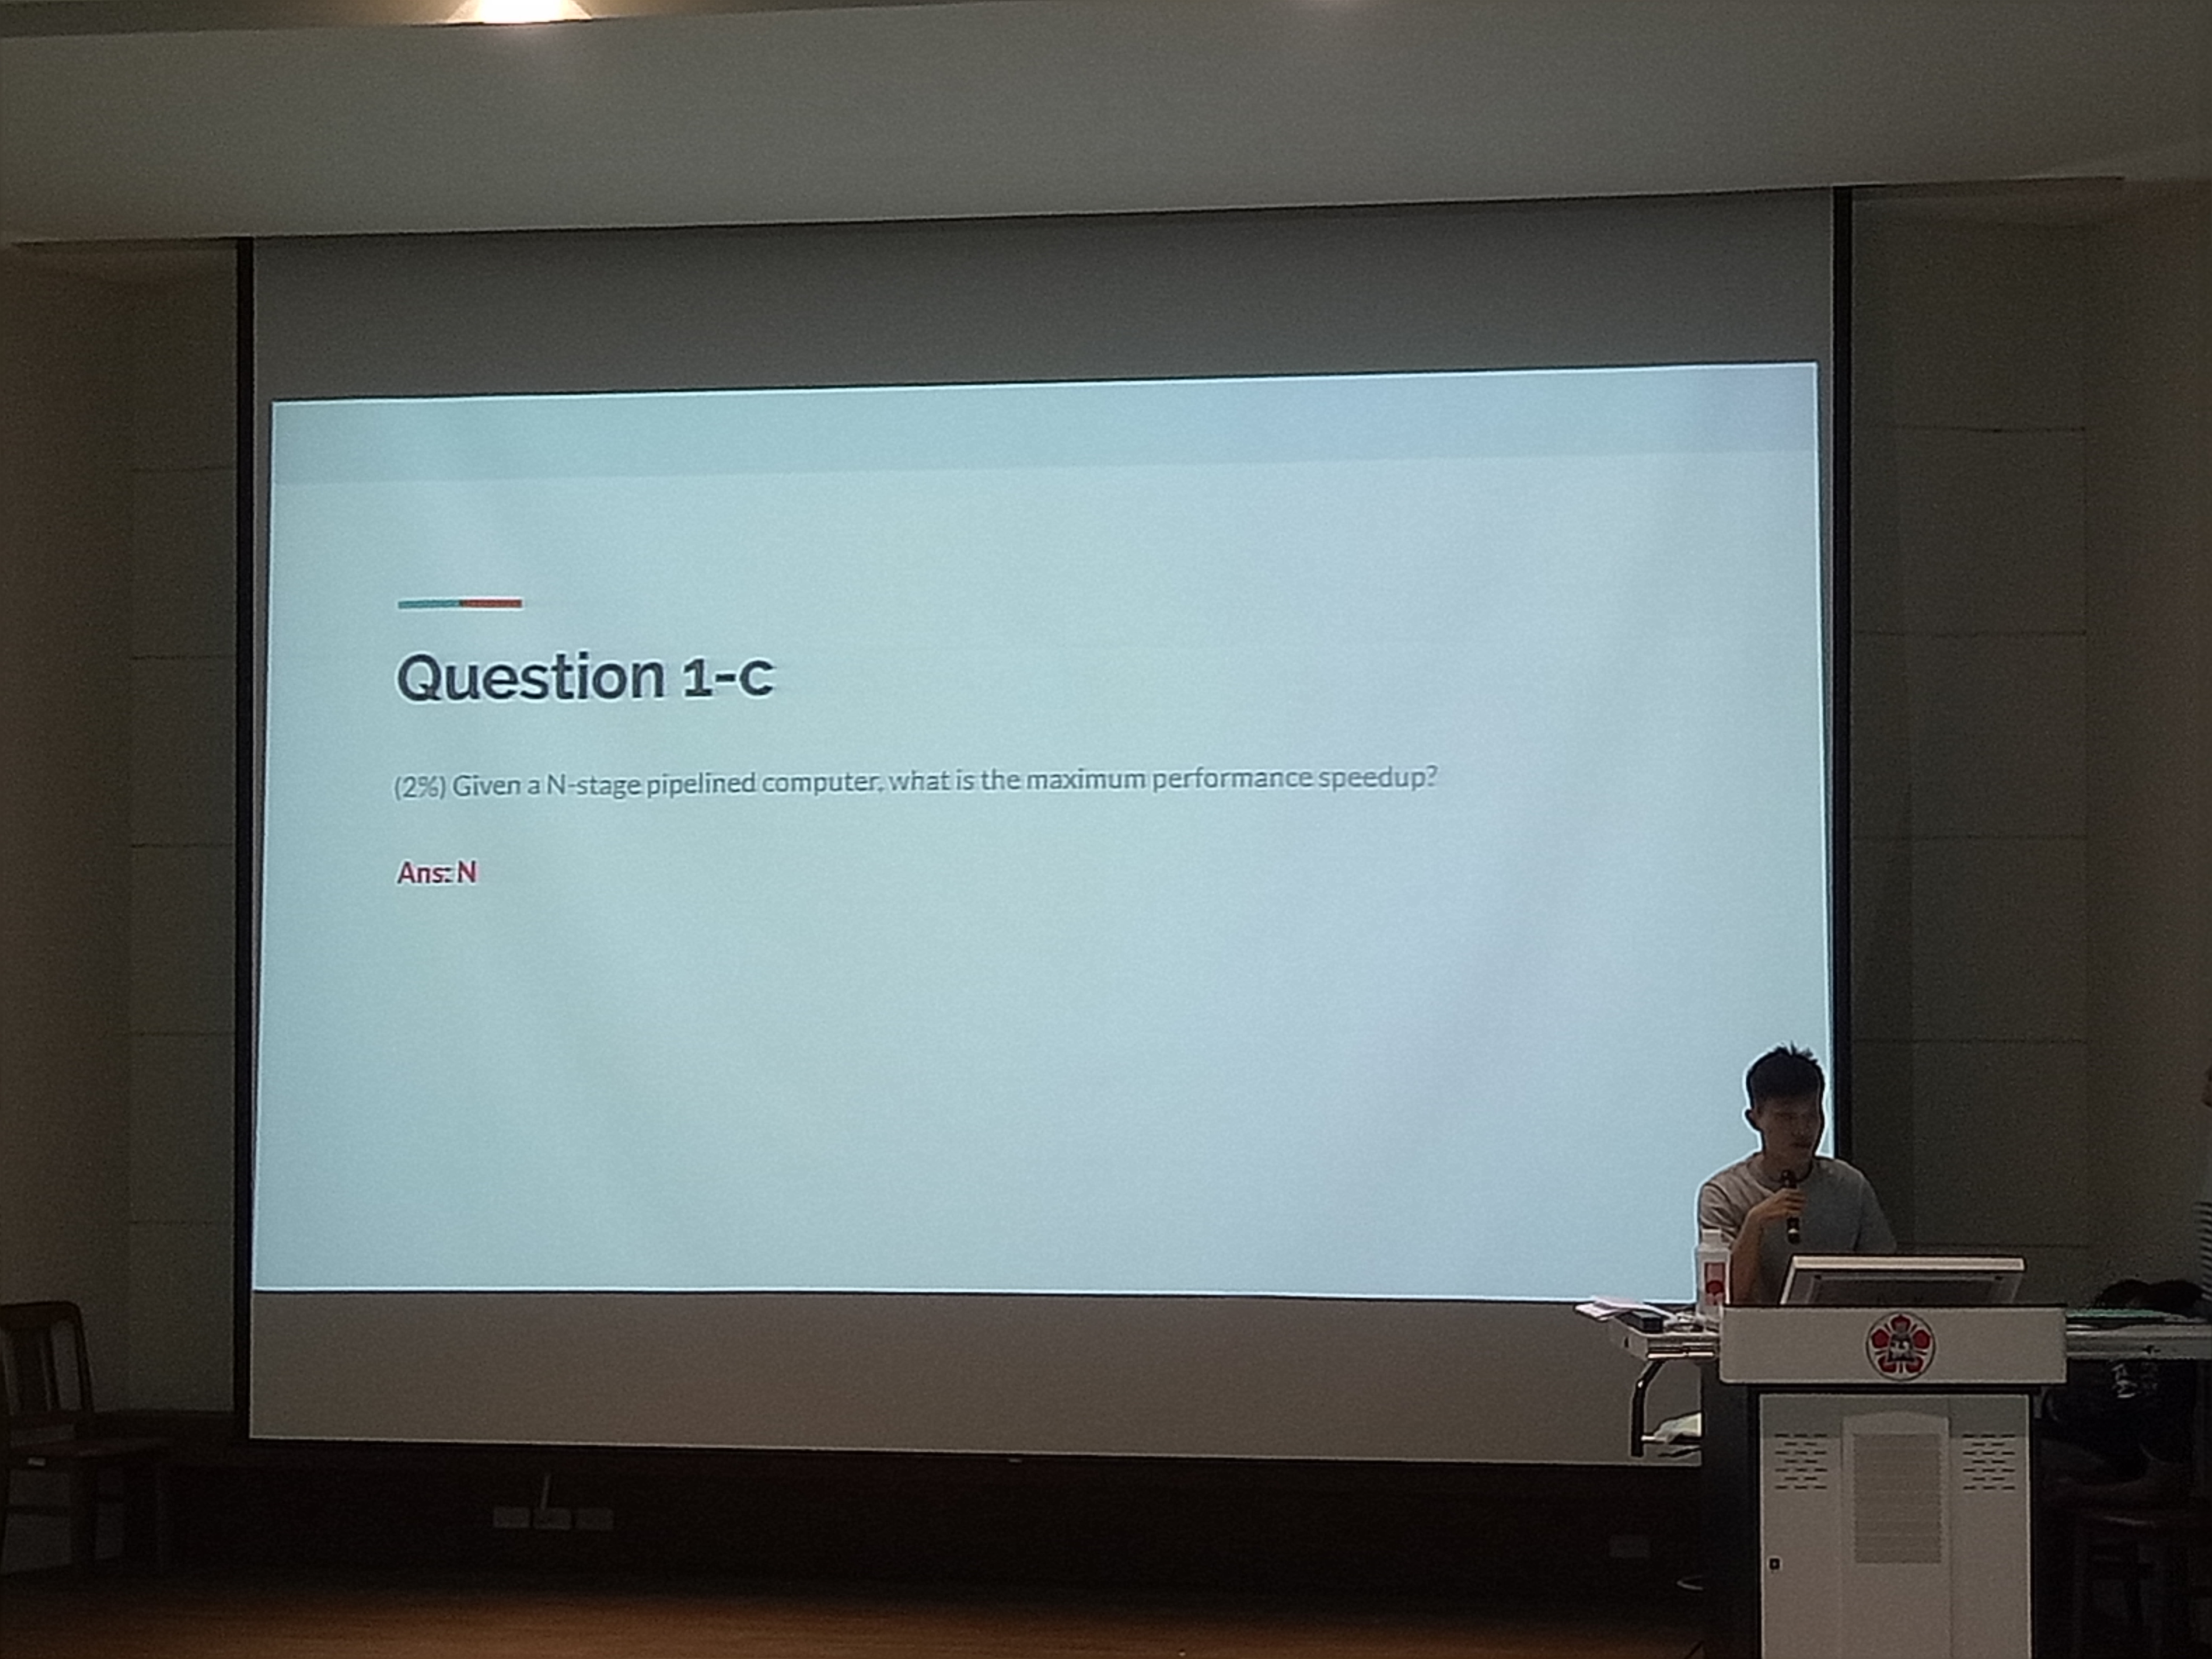 Question 1-c
(2%) Given a N-stage pipelined computer, what is the maximum performance speedup?
Ans: N